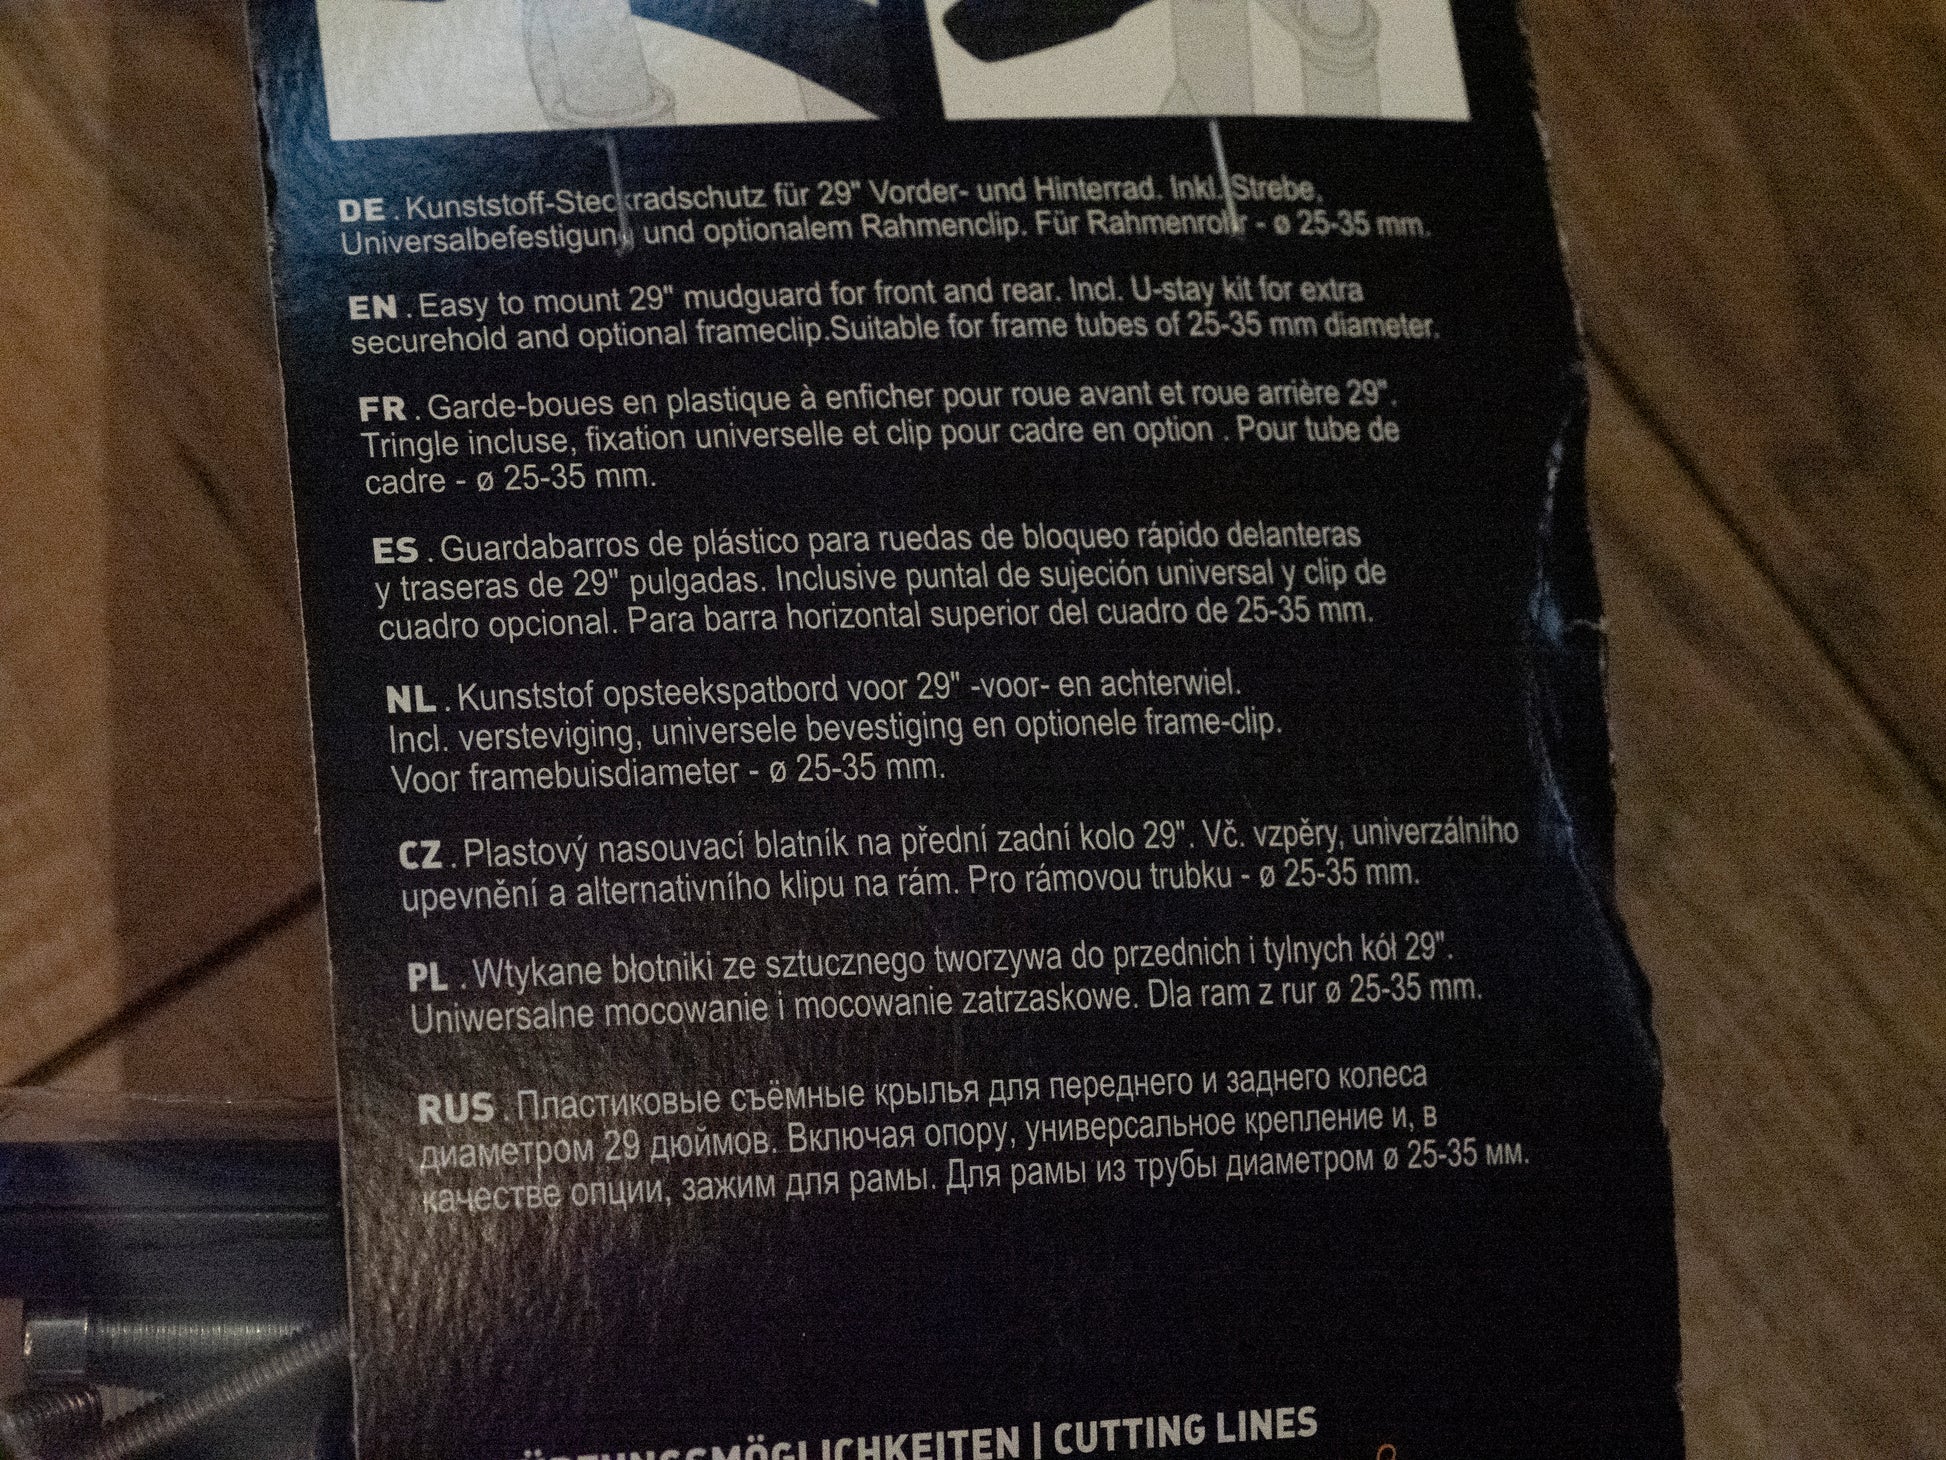 DE . Kunststoff-Steckradschutz für 29" Vorder- und Hinterrad. Inkl. Strebe,
Universalbefestigung und optionalem Rahmenclip. Für Rahmenrohr - ø 25-35 mm.
EN . Easy to mount 29" mudguard for front and rear. Incl. U-stay kit for extra
securehold and optional frameclip.Suitable for frame tubes of 25-35 mm diameter.
FR . Garde-boues en plastique à enficher pour roue avant et roue arrière 29".
Tringle incluse, fixation universelle et clip pour cadre en option . Pour tube de
cadre - ø 25-35 mm.
ES . Guardabarros de plástico para ruedas de bloqueo rápido delanteras
y traseras de 29" pulgadas. Inclusive puntal de sujeción universal y clip de
cuadro opcional. Para barra horizontal superior del cuadro de 25-35 mm.
NL . Kunststof opsteekspatbord voor 29" -voor- en achterwiel.
Incl. versteviging, universele bevestiging en optionele frame-clip.
Voor framebuisdiameter - ø 25-35 mm.
CZ . Plastový nasouvací blatník na přední zadní kolo 29". Vč. vzpěry, univerzálního
upevnění a alternativního klipu na rám. Pro rámovou trubku - ø 25-35 mm.
PL . Wtykane błotniki ze sztucznego tworzywa do przednich i tylnych kół 29".
Uniwersalne mocowanie i mocowanie zatrzaskowe. Dla ram z rur ø 25-35 mm.
RUS . Пластиковые съёмные крылья для переднего и заднего колеса
диаметром 29 дюймов. Включая опору, универсальное крепление и, в
качестве опции, зажим для рамы. Для рамы из трубы диаметром ø 25-35 мм.
| CUTTING LINES